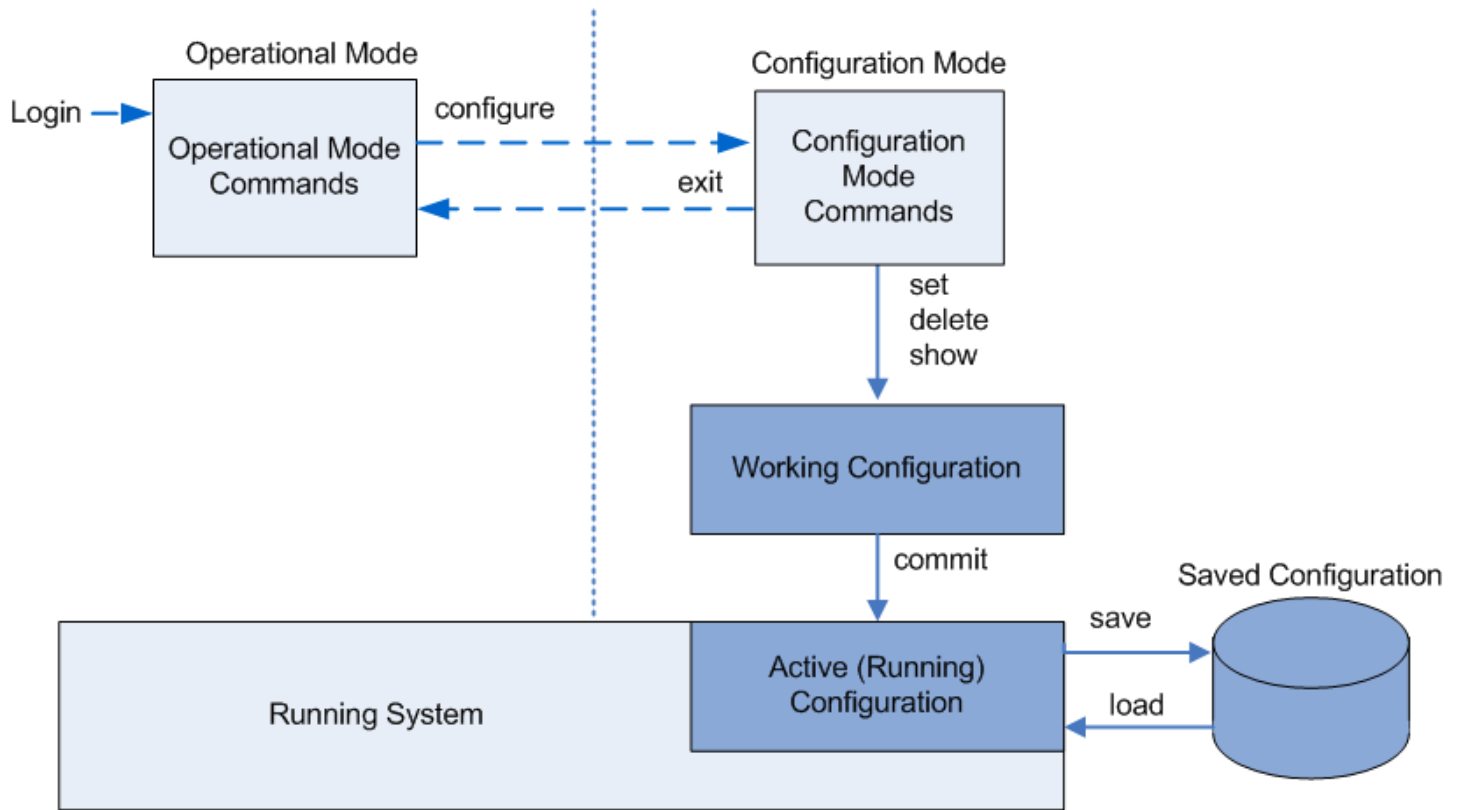 Operational Mode
Configuration Mode
Login
Operational Mode
Commands
configure
exit
Configuration
Mode
Commands
set
delete
show
Working Configuration
commit
Saved Configuration
save
load
Active (Running)
Configuration
Running System